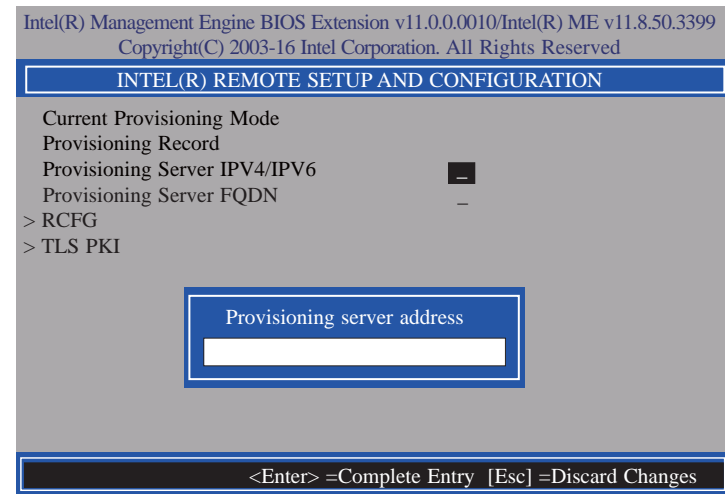 Intel(R) Management Engine BIOS Extension v11.0.0.0010/Intel(R) ME v11.8.50.3399
Copyright(C) 2003-16 Intel Corporation. All Rights Reserved
INTEL(R) REMOTE SETUP AND CONFIGURATION
Current Provisioning Mode
Provisioning Record
Provisioning Server IPV4/IPV6 _
Provisioning Server FQDN _
> RCFG
> TLS PKI
Provisioning server address
<Enter> =Complete Entry [Esc] =Discard Changes